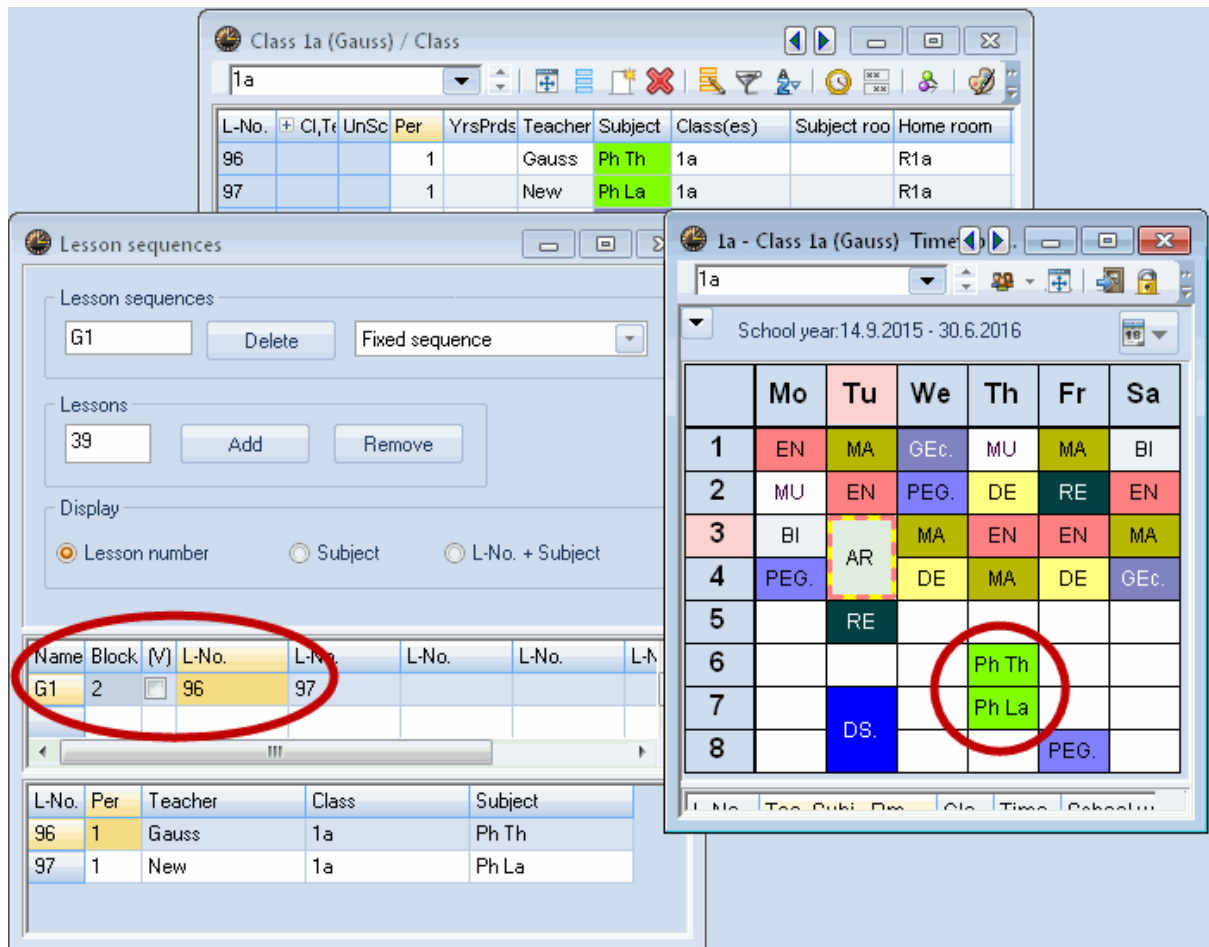 Class 1a (Gauss) / Class
1a
L-No. Cl,Te UnSc Per YrsPrds Teacher Subject Class(es) Subject roo Home room
96 1 Gauss Ph Th 1a R1a
97 1 New Ph La 1a R1a
Lesson sequences
Lesson sequences
G1 Delete Fixed sequence
Lessons
39 Add Remove
Display
Lesson number Subject L-No. + Subject
Name Block (V) L-No. L-No. L-No. L-No. L-N
G1 2 96 97
L-No. Per Teacher Class Subject
96 1 Gauss 1a Ph Th
97 1 New 1a Ph La
1a - Class 1a (Gauss) Time
1a
School year:14.9.2015 - 30.6.2016
Mo Tu We Th Fr Sa
1 EN MA GEc. MU MA BI
2 MU EN PEG. DE RE EN
3 BI AR MA EN EN MA
4 PEG. DE MA DE GEc.
5 RE
6 Ph Th
7 DS. Ph La
8 PEG.